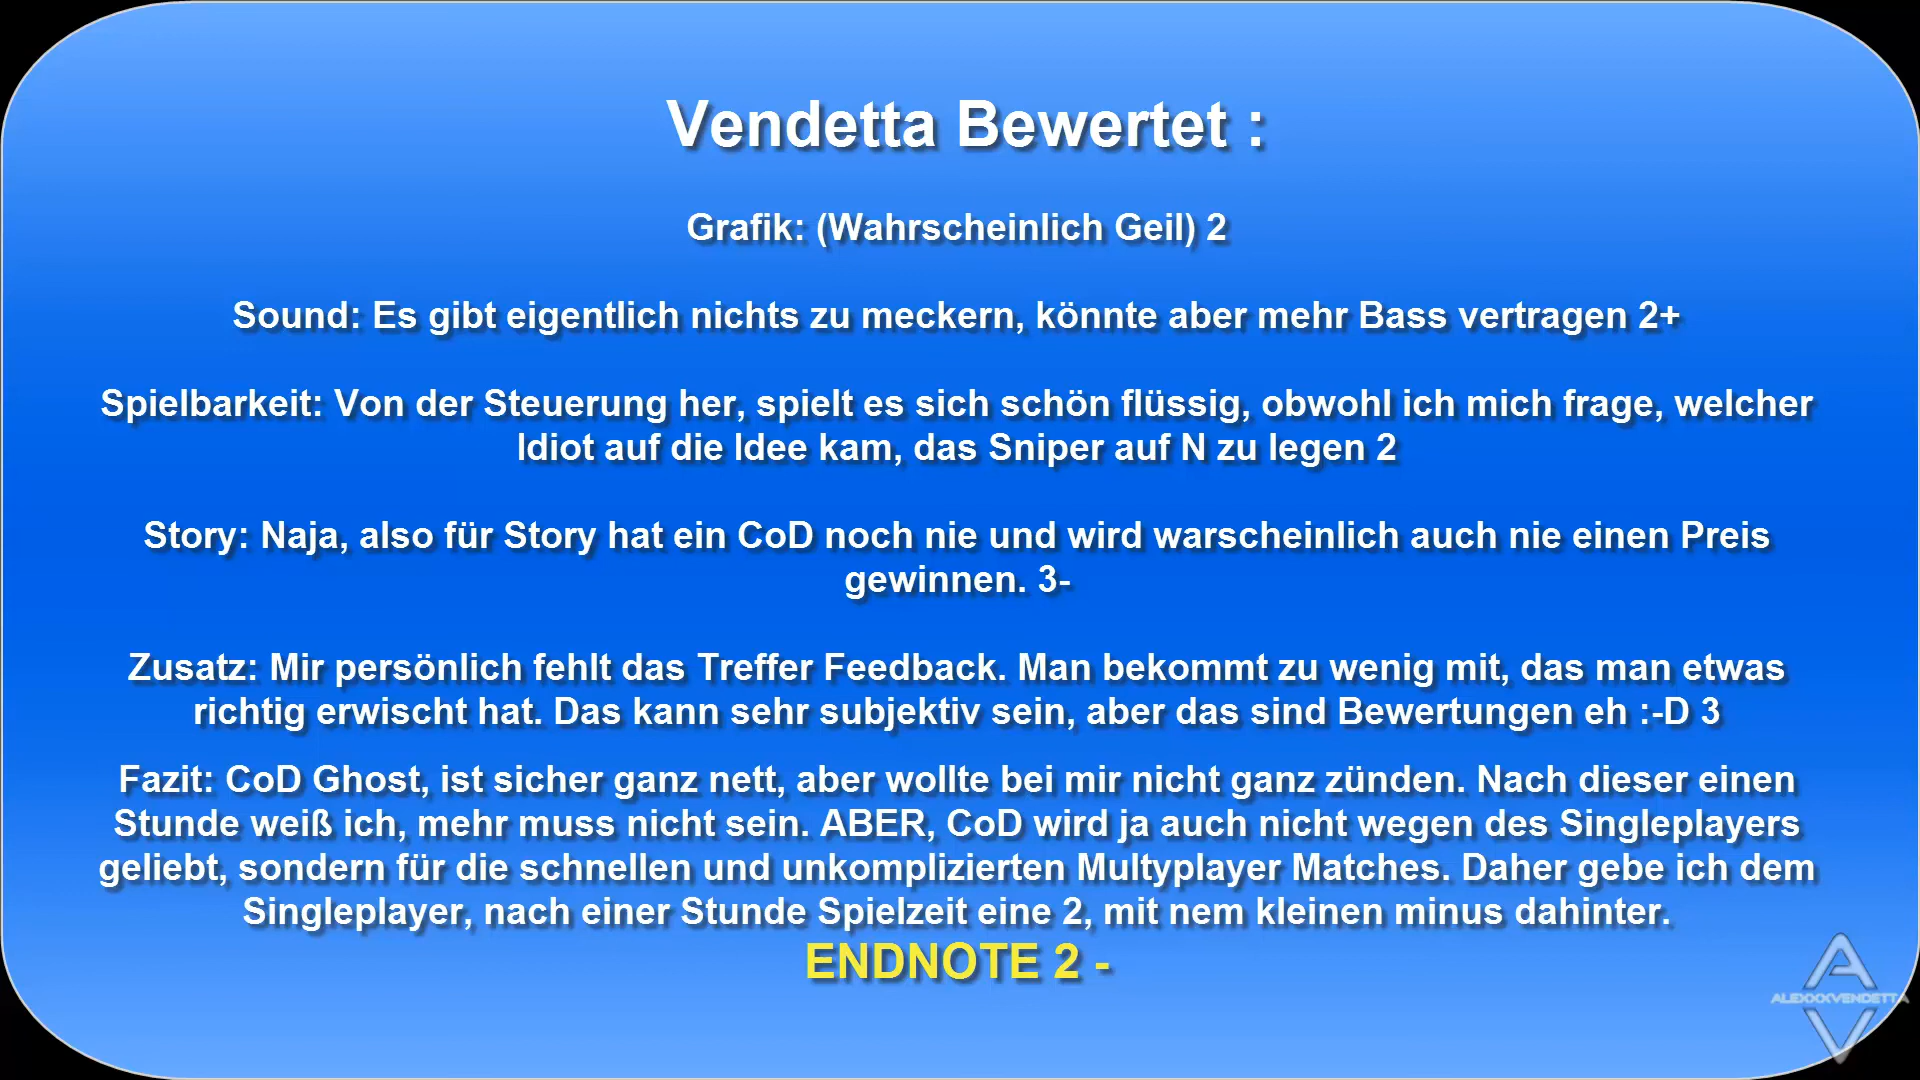 Vendetta Bewertet :
Grafik: (Wahrscheinlich Geil) 2
Sound: Es gibt eigentlich nichts zu meckern, könnte aber mehr Bass vertragen 2+
Spielbarkeit: Von der Steuerung her, spielt es sich schön flüssig, obwohl ich mich frage, welcher
Idiot auf die Idee kam, das Sniper auf N zu legen 2
Story: Naja, also für Story hat ein CoD noch nie und wird warscheinlich auch nie einen Preis
gewinnen. 3-
Zusatz: Mir persönlich fehlt das Treffer Feedback. Man bekommt zu wenig mit, das man etwas
richtig erwischt hat. Das kann sehr subjektiv sein, aber das sind Bewertungen eh :-D 3
Fazit: CoD Ghost, ist sicher ganz nett, aber wollte bei mir nicht ganz zünden. Nach dieser einen
Stunde weiß ich, mehr muss nicht sein. ABER, CoD wird ja auch nicht wegen des Singleplayers
geliebt, sondern für die schnellen und unkomplizierten Multyplayer Matches. Daher gebe ich dem
Singleplayer, nach einer Stunde Spielzeit eine 2, mit nem kleinen minus dahinter.
ENDNOTE 2 -
ALEXXXVENDETTA